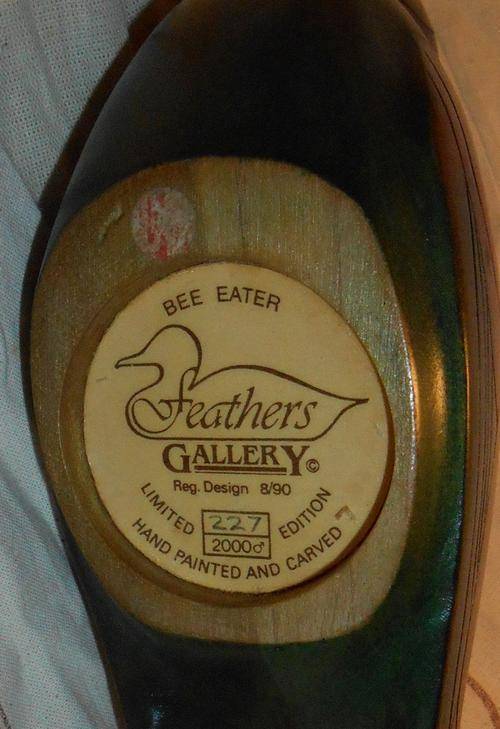 BEE EATER
Feathers
GALLERY©
Reg. Design 8/90
LIMITED 227 EDITION
2000♂
HAND PAINTED AND CARVED